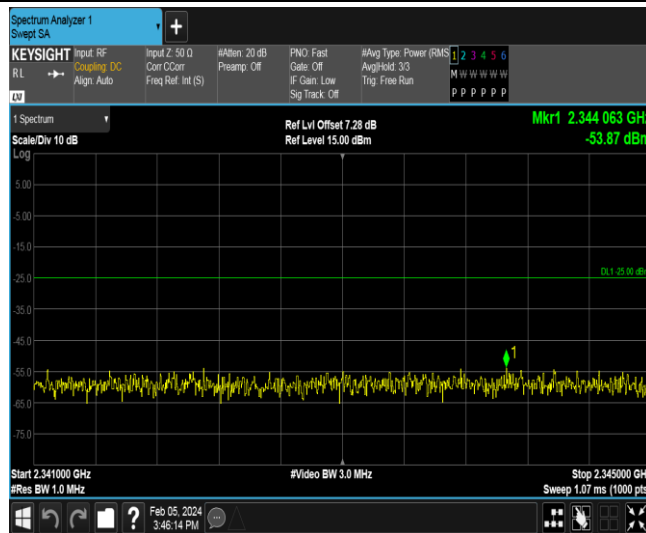 Spectrum Analyzer 1
Swept SA
+
KEYSIGHT
RL
LXI
Input: RF
Coupling: DC
Align: Auto
Input Z: 50 Ω
Corr CCorr
Freq Ref: Int (S)
#Atten: 20 dB
Preamp: Off
PNO: Fast
Gate: Off
IF Gain: Low
Sig Track: Off
#Avg Type: Power (RMS
Avg|Hold: 3/3
Trig: Free Run
1 2 3 4 5 6
M W W W W W
P P P P P P
1 Spectrum
Scale/Div 10 dB
Log
Ref Lvl Offset 7.28 dB
Ref Level 15.00 dBm
Mkr1 2.344 063 GHz
-53.87 dBm
5.00
-5.00
-15.0
-25.0
DL1 -25.00 dBm
-35.0
-45.0
1
-55.0
-65.0
-75.0
Start 2.341000 GHz
#Res BW 1.0 MHz
#Video BW 3.0 MHz
Stop 2.345000 GHz
Sweep 1.07 ms (1000 pts
?
Feb 05, 2024
3:46:14 PM